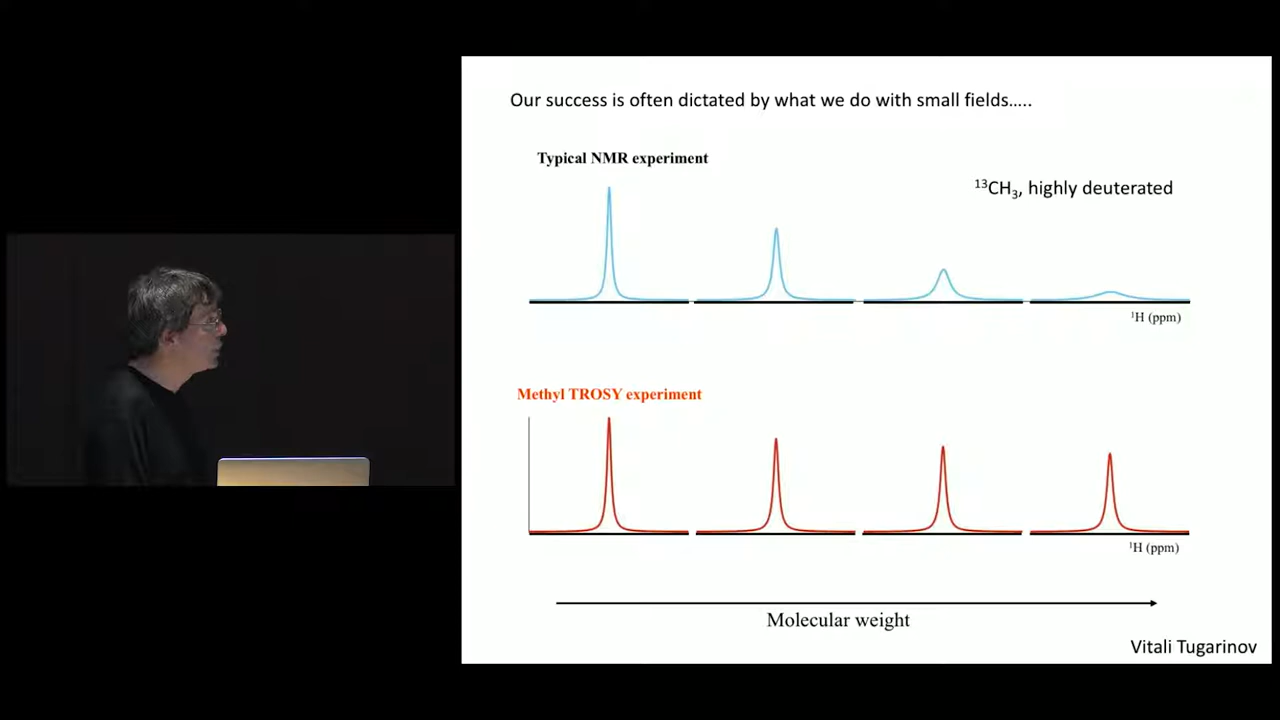 Our success is often dictated by what we do with small fields.....
Typical NMR experiment
¹³CH₃, highly deuterated
¹H (ppm)
Methyl TROSY experiment
¹H (ppm)
Molecular weight
Vitali Tugarinov